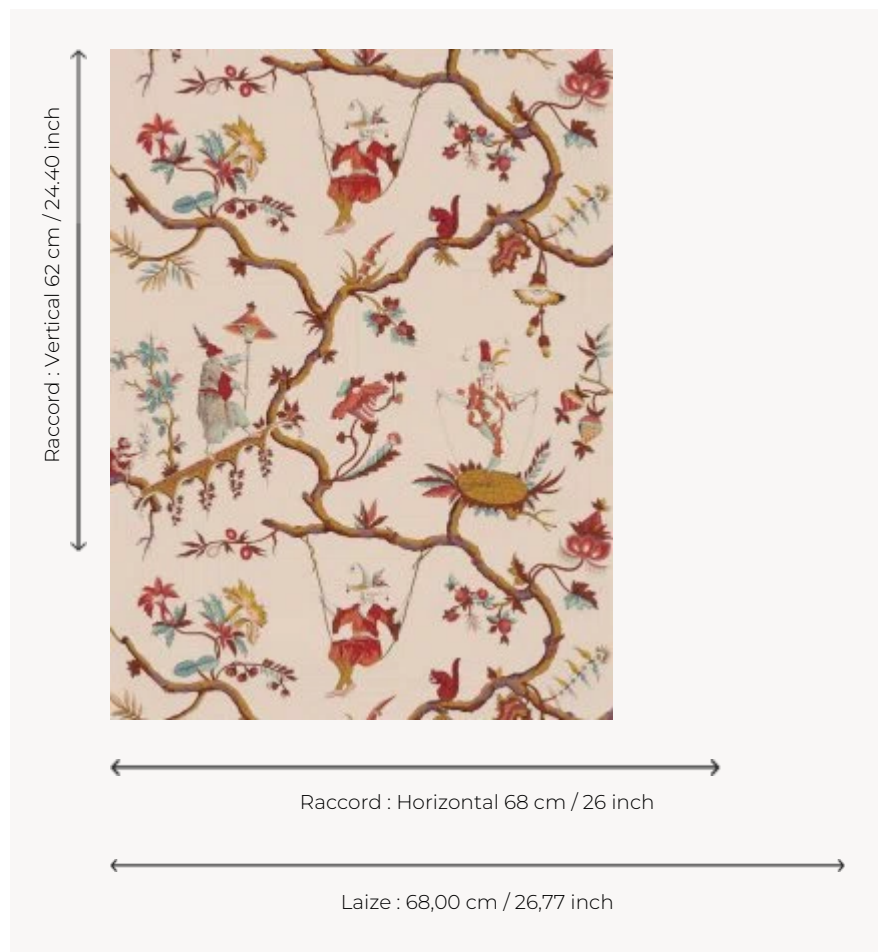 Raccord : Vertical 62 cm / 24.40 inch
Raccord : Horizontal 68 cm / 26 inch
Laize : 68,00 cm / 26,77 inch